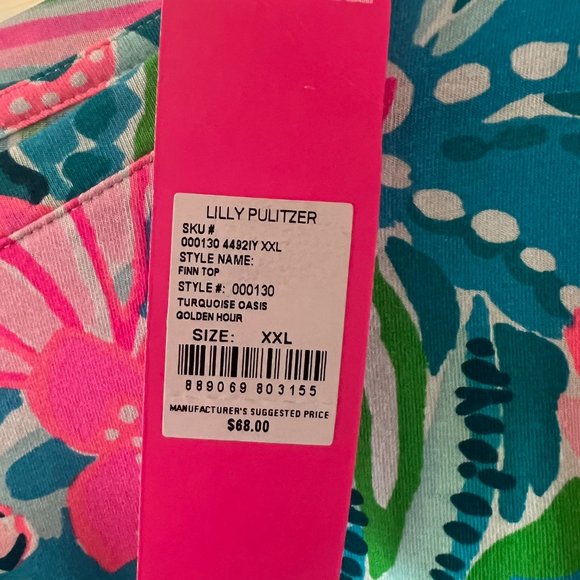 LILLY PULITZER
SKU #
000130 4492IY XXL
STYLE NAME:
FINN TOP
STYLE #: 000130
TURQUOISE OASIS
GOLDEN HOUR
SIZE: XXL
889069 803155
MANUFACTURER'S SUGGESTED PRICE
$68.00